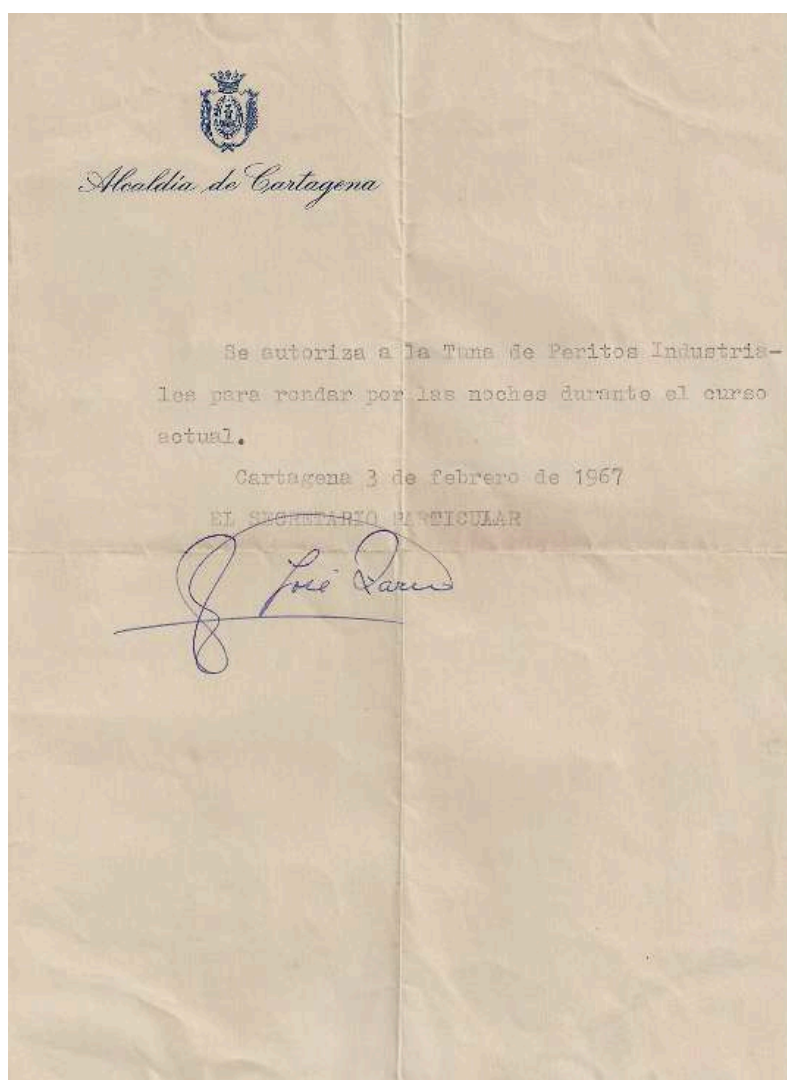 Alcaldía de Cartagena
Se autoriza a la Tuna de Peritos Industria-
les para rondar por las noches durante el curso
actual.
Cartagena 3 de febrero de 1967
EL SECRETARIO PARTICULAR
José